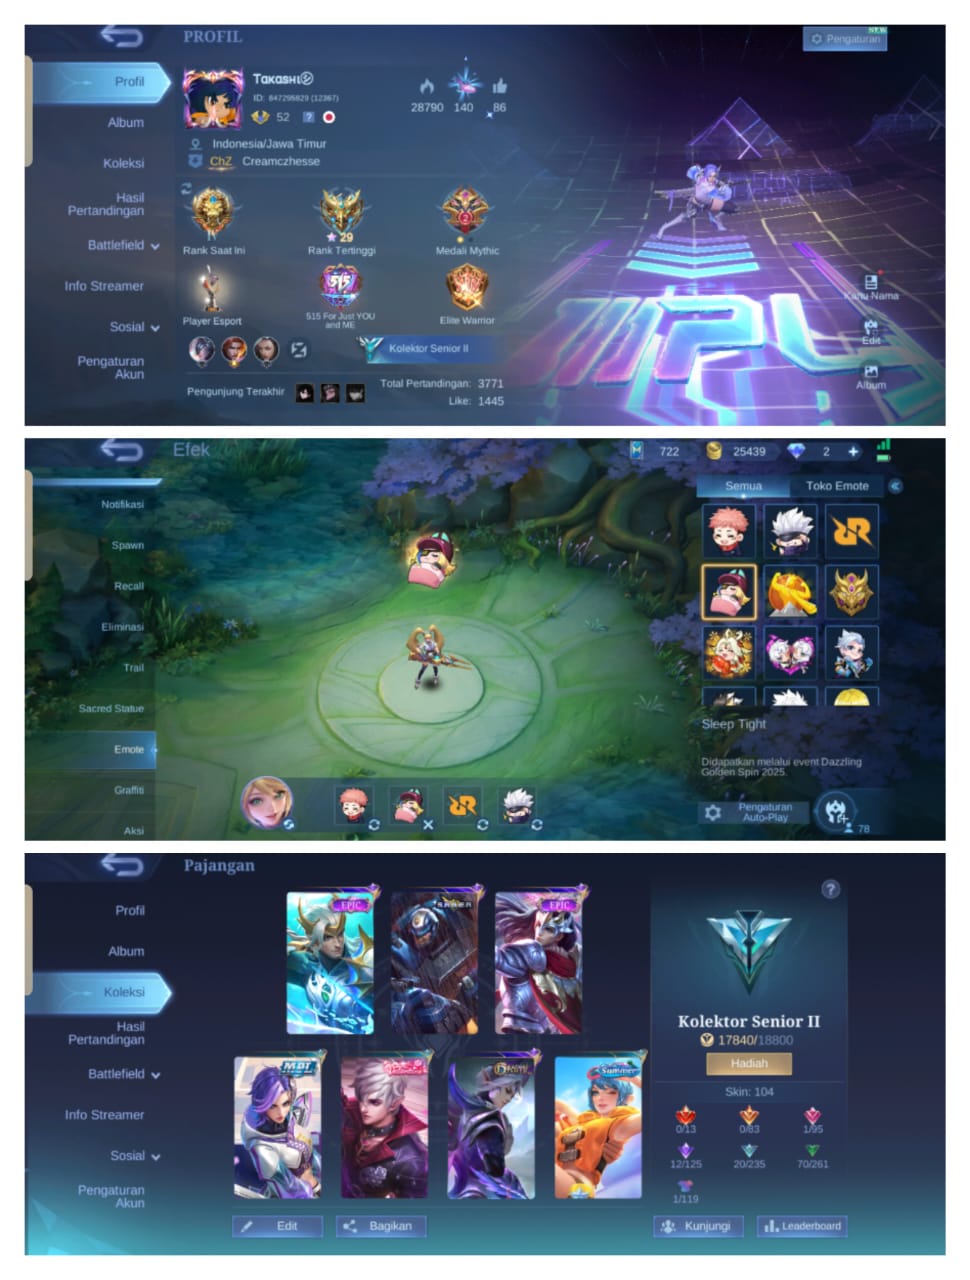 PROFIL
NEW
Pengaturan
Profil
Album
Koleksi
Hasil
Pertandingan
Battlefield
Info Streamer
Sosial
Pengaturan
Akun
Takashi
ID: 847295829 (12367)
52
?
28790
140
86
Indonesia/Jawa Timur
ChZ Creamczhesse
Rank Saat Ini
29
Rank Tertinggi
2
Medali Mythic
Player Esport
515
515 For Just YOU
and ME
Elite Warrior
Kolektor Senior II
Pengunjung Terakhir
Total Pertandingan: 3771
Like: 1445
Kartu Nama
Edit
Album
Efek
722
25439
2
+
Notifikasi
Spawn
Recall
Eliminasi
Trail
Sacred Statue
Emote
Graffiti
Aksi
Semua
Toko Emote
Sleep Tight
Didapatkan melalui event Dazzling
Golden Spin 2025.
Pengaturan
Auto-Play
78
Pajangan
Profil
Album
Koleksi
Hasil
Pertandingan
Battlefield
Info Streamer
Sosial
Pengaturan
Akun
EPIC
SABER
EPIC
Summer
Edit
Bagikan
?
Kolektor Senior II
17840/18800
Hadiah
Skin: 104
0/13
0/83
1/95
12/125
20/235
70/261
1/119
Kunjungi
Leaderboard